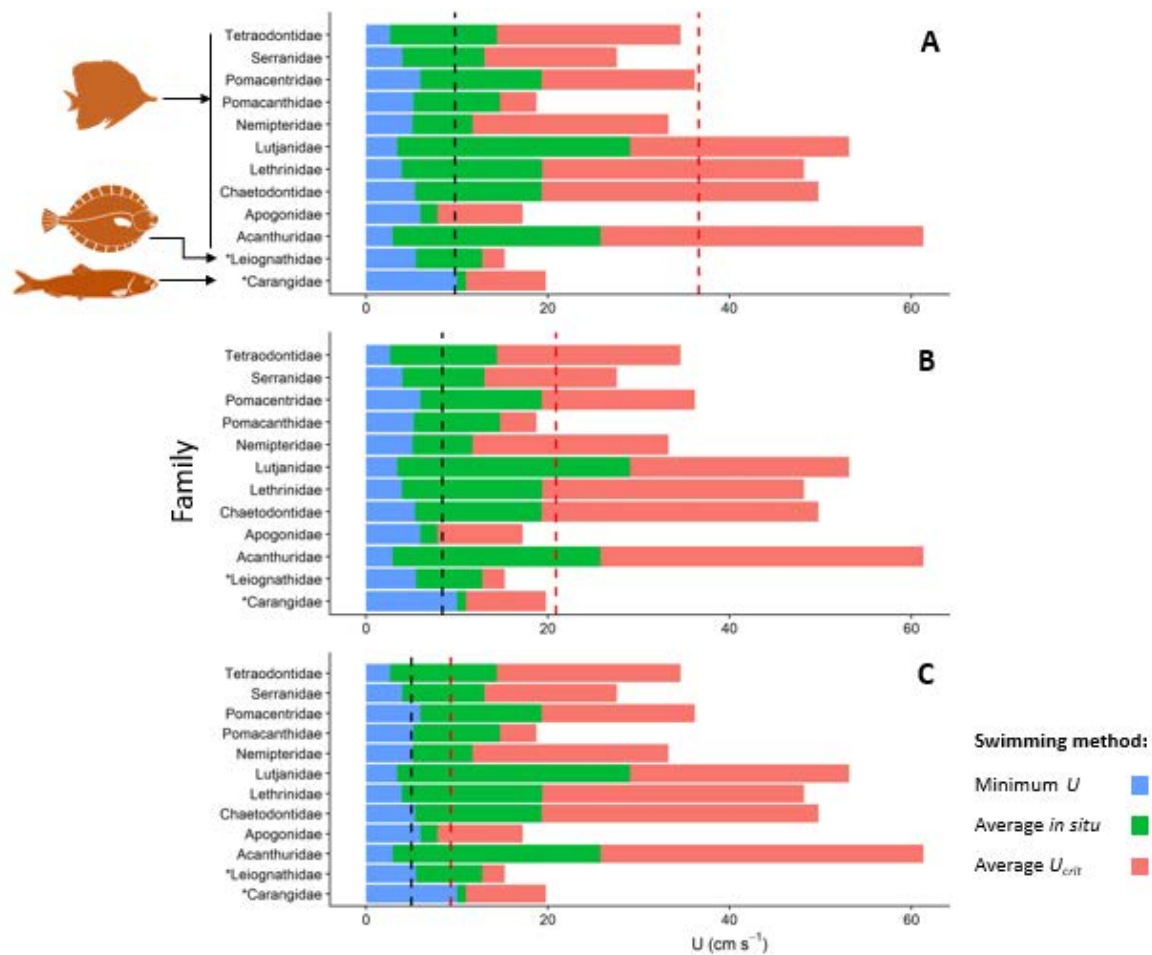 A
Tetraodontidae
Serranidae
Pomacentridae
Pomacanthidae
Nemipteridae
Lutjanidae
Lethrinidae
Chaetodontidae
Apogonidae
Acanthuridae
*Leiognathidae
*Carangidae
0 20 40 60
B
Tetraodontidae
Serranidae
Pomacentridae
Pomacanthidae
Nemipteridae
Lutjanidae
Lethrinidae
Chaetodontidae
Apogonidae
Acanthuridae
*Leiognathidae
*Carangidae
0 20 40 60
Family
C
Tetraodontidae
Serranidae
Pomacentridae
Pomacanthidae
Nemipteridae
Lutjanidae
Lethrinidae
Chaetodontidae
Apogonidae
Acanthuridae
*Leiognathidae
*Carangidae
0 20 40 60
U (cm s⁻¹)
Swimming method:
Minimum U
Average in situ
Average Ucrit